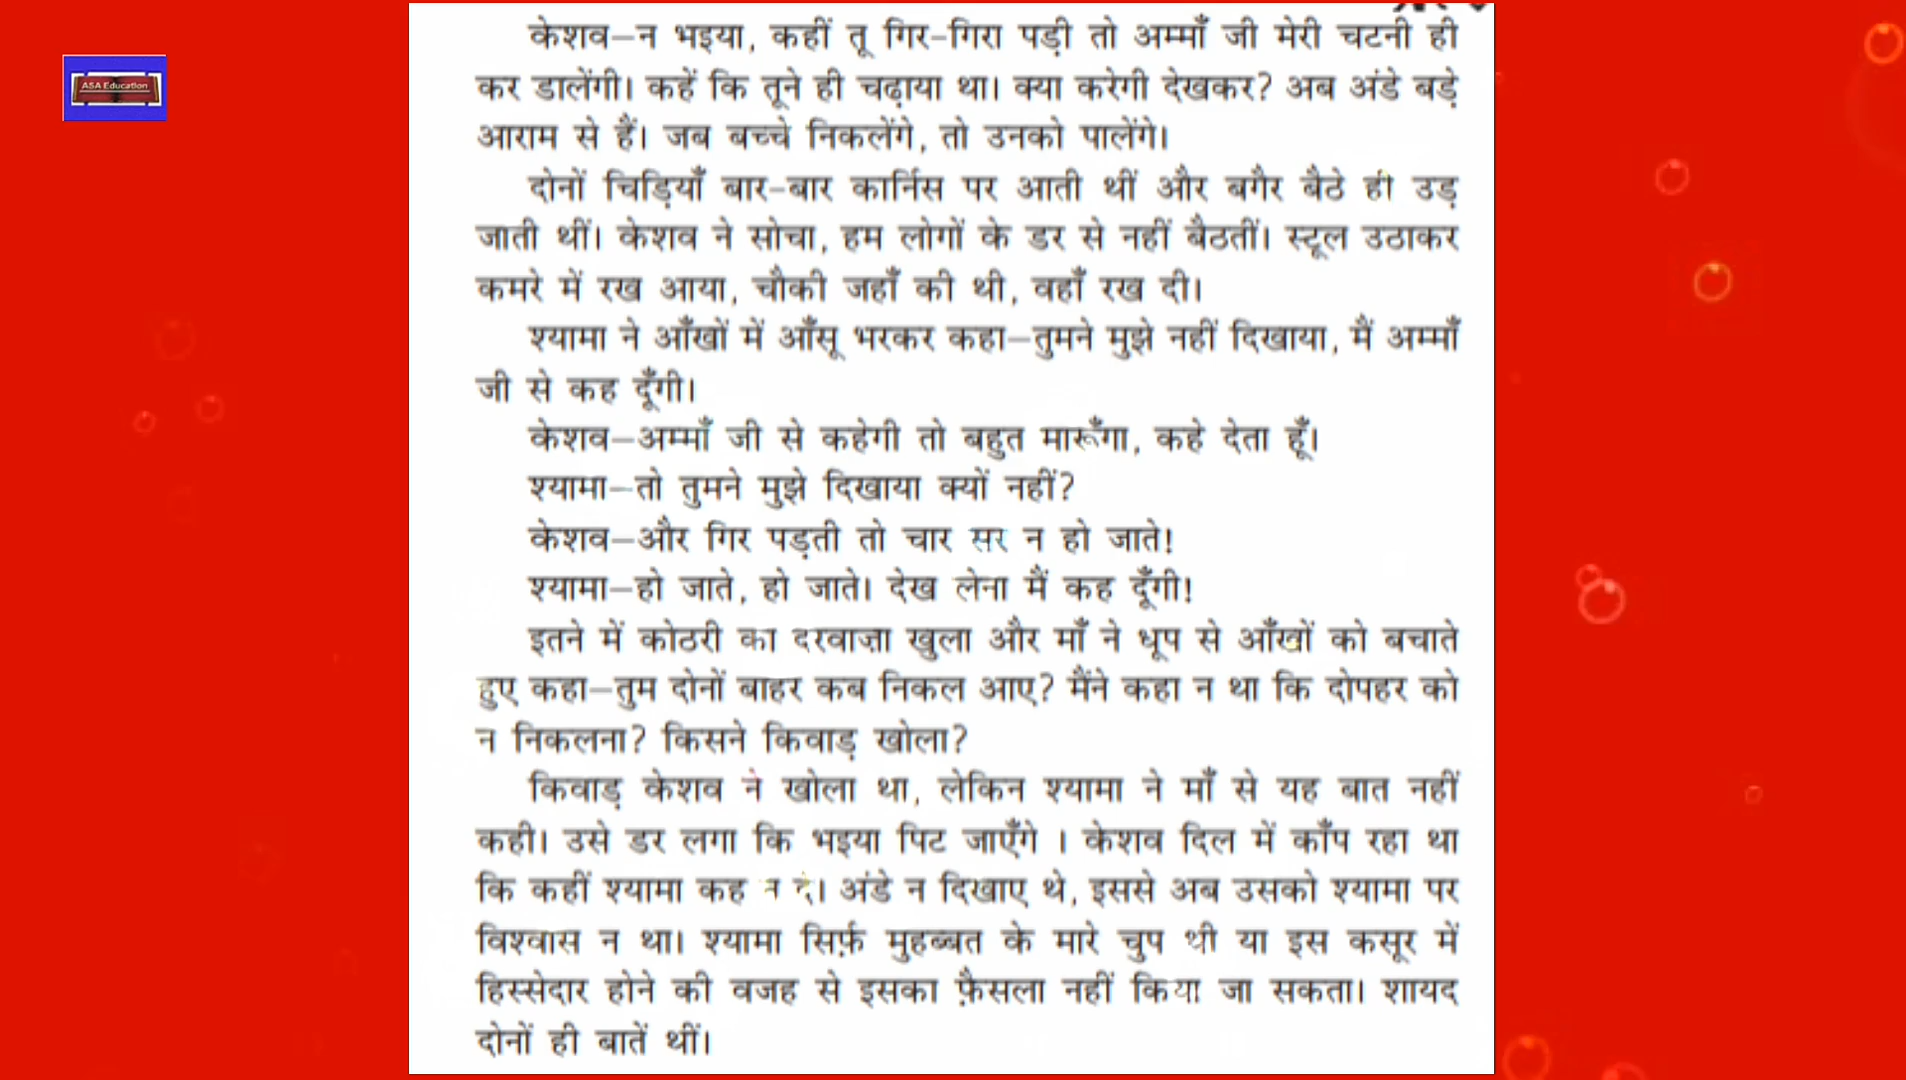 ASA Education
केशव–न भइया, कहीं तू गिर-गिरा पड़ी तो अम्माँ जी मेरी चटनी ही
कर डालेंगी। कहें कि तूने ही चढ़ाया था। क्या करेगी देखकर? अब अंडे बड़े
आराम से हैं। जब बच्चे निकलेंगे, तो उनको पालेंगे।
दोनों चिड़ियाँ बार-बार कार्निस पर आती थीं और बगैर बैठे ही उड़
जाती थीं। केशव ने सोचा, हम लोगों के डर से नहीं बैठतीं। स्टूल उठाकर
कमरे में रख आया, चौकी जहाँ की थी, वहाँ रख दी।
श्यामा ने आँखों में आँसू भरकर कहा–तुमने मुझे नहीं दिखाया, मैं अम्माँ
जी से कह दूँगी।
केशव–अम्माँ जी से कहेगी तो बहुत मारूँगा, कहे देता हूँ।
श्यामा–तो तुमने मुझे दिखाया क्यों नहीं?
केशव–और गिर पड़ती तो चार सर न हो जाते!
श्यामा–हो जाते, हो जाते। देख लेना मैं कह दूँगी!
इतने में कोठरी का दरवाज़ा खुला और माँ ने धूप से आँखों को बचाते
हुए कहा–तुम दोनों बाहर कब निकल आए? मैंने कहा न था कि दोपहर को
न निकलना? किसने किवाड़ खोला?
किवाड़ केशव ने खोला था, लेकिन श्यामा ने माँ से यह बात नहीं
कही। उसे डर लगा कि भइया पिट जाएँगे । केशव दिल में काँप रहा था
कि कहीं श्यामा कह न दे। अंडे न दिखाए थे, इससे अब उसको श्यामा पर
विश्वास न था। श्यामा सिर्फ़ मुहब्बत के मारे चुप थी या इस कसूर में
हिस्सेदार होने की वजह से इसका फ़ैसला नहीं किया जा सकता। शायद
दोनों ही बातें थीं।